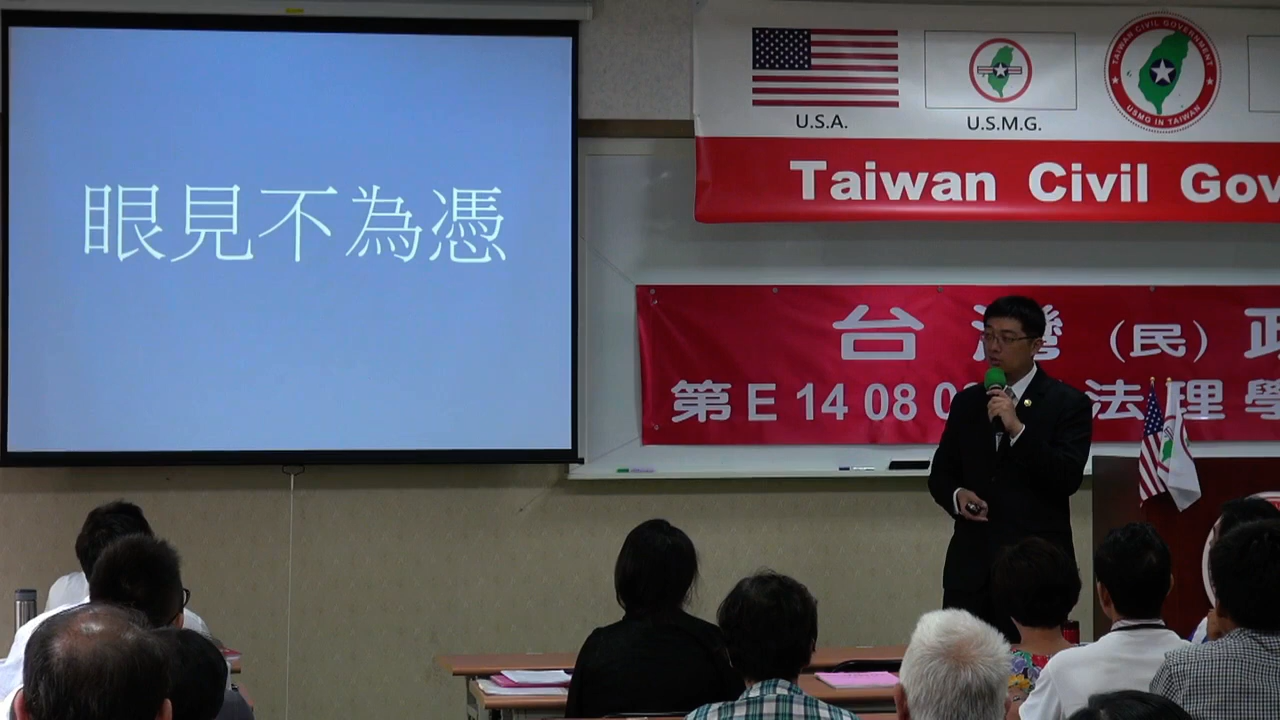 眼見不為憑
U.S.A.
U.S.M.G.
TAIWAN CIVIL GOVERNMENT
USMG IN TAIWAN
Taiwan Civil Gov
台灣（民）政
第E 14 08 0
法理學